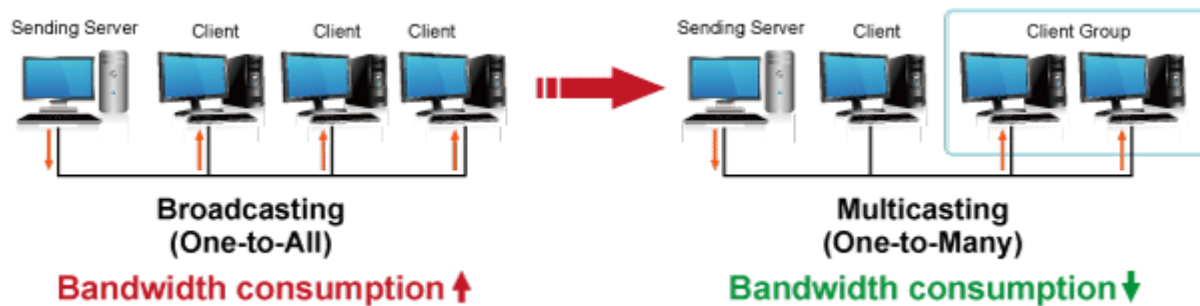 Sending Server
Client
Client
Client
Broadcasting
(One-to-All)
Bandwidth consumption
Sending Server
Client
Client Group
Multicasting
(One-to-Many)
Bandwidth consumption